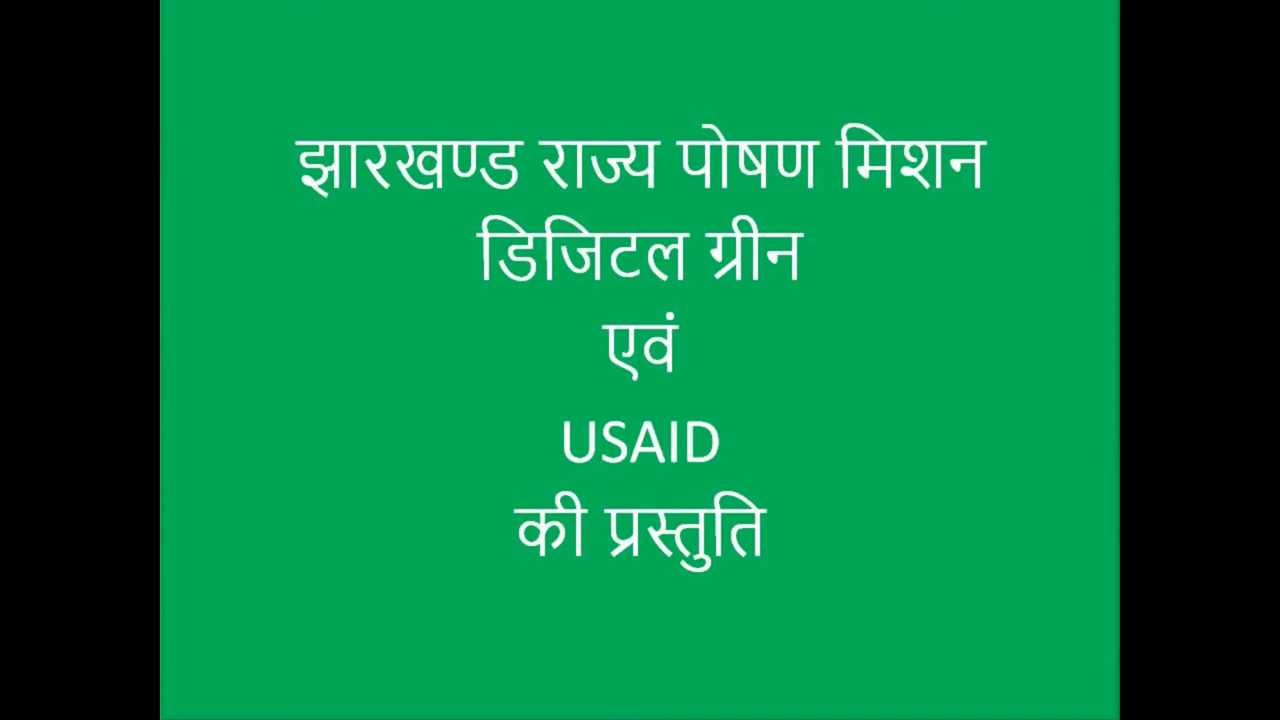 झारखण्ड राज्य पोषण मिशन
डिजिटल ग्रीन
एवं
USAID
की प्रस्तुति